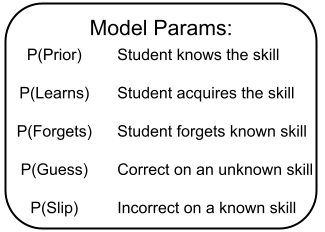 Model Params:
P(Prior) Student knows the skill
P(Learns) Student acquires the skill
P(Forgets) Student forgets known skill
P(Guess) Correct on an unknown skill
P(Slip) Incorrect on a known skill